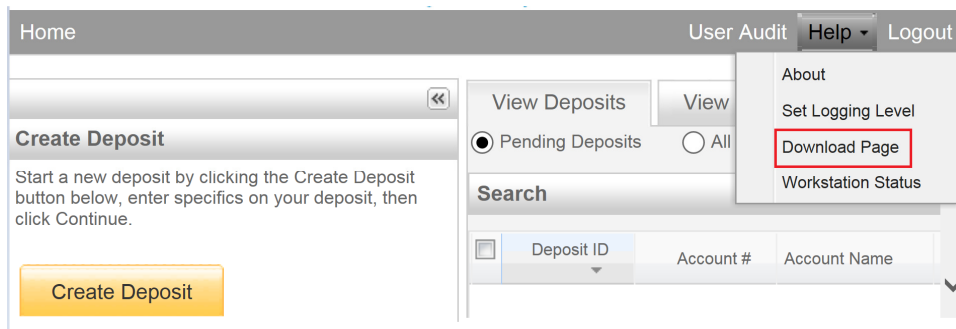 Home User Audit Help Logout
About
Set Logging Level
Download Page
Workstation Status
Create Deposit
Start a new deposit by clicking the Create Deposit
button below, enter specifics on your deposit, then
click Continue.
Create Deposit
View Deposits View
Pending Deposits All
Search
Deposit ID Account # Account Name